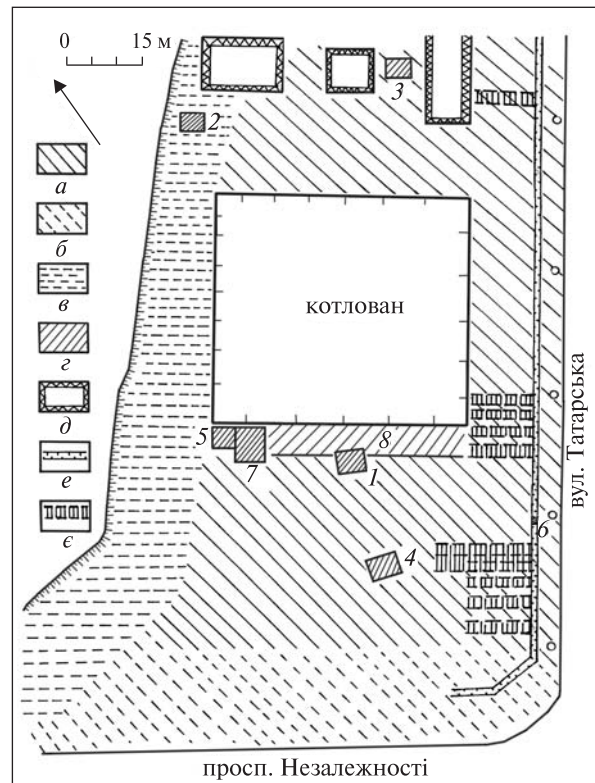 0 15 м
3
2
а
б
в
г
д
е
є
котлован
5
7
8
1
6
4
вул. Татарська
просп. Незалежності